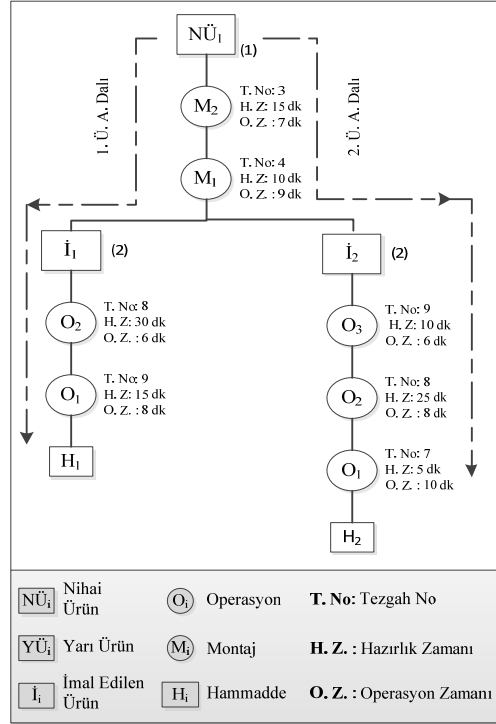 NÜ1
(1)
1. Ü. A. Dalı
2. Ü. A. Dalı
M2
T. No: 3
H. Z: 15 dk
O. Z. : 7 dk
M1
T. No: 4
H. Z: 10 dk
O. Z. : 9 dk
İ1
(2)
O2
T. No: 8
H. Z: 30 dk
O. Z. : 6 dk
O1
T. No: 9
H. Z: 15 dk
O. Z. : 8 dk
H1
İ2
(2)
O3
T. No: 9
H. Z: 10 dk
O. Z. : 6 dk
O2
T. No: 8
H. Z: 25 dk
O. Z. : 8 dk
O1
T. No: 7
H. Z: 5 dk
O. Z. : 10 dk
H2
NÜi Nihai Ürün
Oi Operasyon
T. No: Tezgah No
YÜi Yarı Ürün
Mi Montaj
H. Z. : Hazırlık Zamanı
İi İmal Edilen Ürün
Hi Hammadde
O. Z. : Operasyon Zamanı